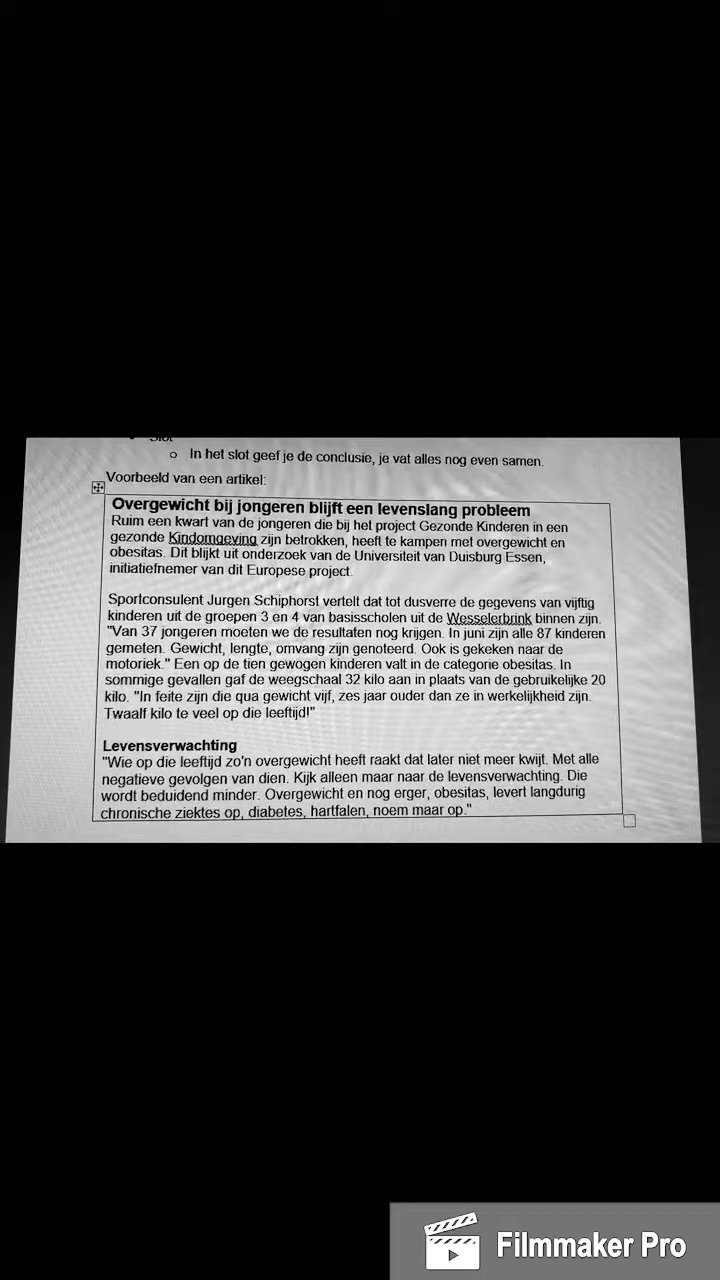 Slot
o In het slot geef je de conclusie, je vat alles nog even samen.
Voorbeeld van een artikel:
Overgewicht bij jongeren blijft een levenslang probleem
Ruim een kwart van de jongeren die bij het project Gezonde Kinderen in een
gezonde Kindomgeving zijn betrokken, heeft te kampen met overgewicht en
obesitas. Dit blijkt uit onderzoek van de Universiteit van Duisburg Essen,
initiatiefnemer van dit Europese project.
Sportconsulent Jurgen Schiphorst vertelt dat tot dusverre de gegevens van vijftig
kinderen uit de groepen 3 en 4 van basisscholen uit de Wesselerbrink binnen zijn.
"Van 37 jongeren moeten we de resultaten nog krijgen. In juni zijn alle 87 kinderen
gemeten. Gewicht, lengte, omvang zijn genoteerd. Ook is gekeken naar de
motoriek." Een op de tien gewogen kinderen valt in de categorie obesitas. In
sommige gevallen gaf de weegschaal 32 kilo aan in plaats van de gebruikelijke 20
kilo. "In feite zijn die qua gewicht vijf, zes jaar ouder dan ze in werkelijkheid zijn.
Twaalf kilo te veel op die leeftijd!"
Levensverwachting
"Wie op die leeftijd zo'n overgewicht heeft raakt dat later niet meer kwijt. Met alle
negatieve gevolgen van dien. Kijk alleen maar naar de levensverwachting. Die
wordt beduidend minder. Overgewicht en nog erger, obesitas, levert langdurig
chronische ziektes op, diabetes, hartfalen, noem maar op."
Filmmaker Pro